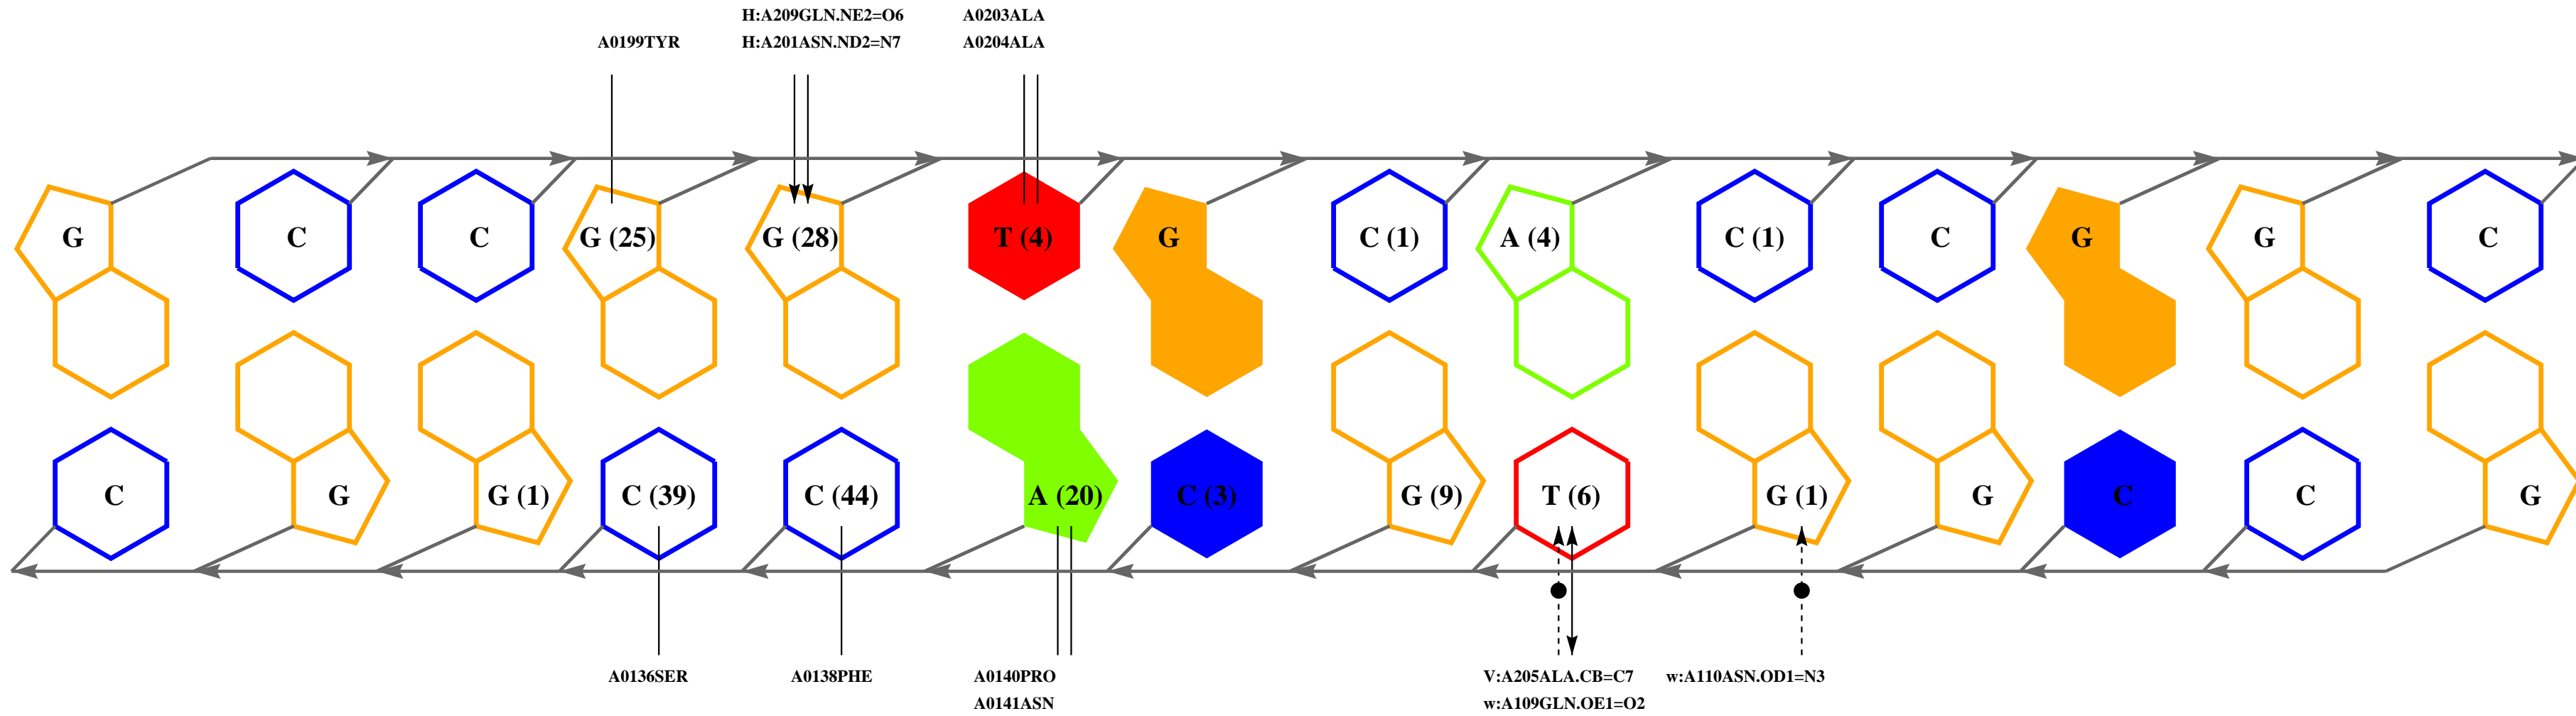 H:A209GLN.NE2=O6 A0203ALA
A0199TYR H:A201ASN.ND2=N7 A0204ALA
G C C G (25) G (28) T (4) G C (1) A (4) C (1) C G G C
C G G (1) C (39) C (44) A (20) C (3) G (9) T (6) G (1) G C C G
A0136SER A0138PHE A0140PRO V:A205ALA.CB=C7 w:A110ASN.OD1=N3
A0141ASN w:A109GLN.OE1=O2